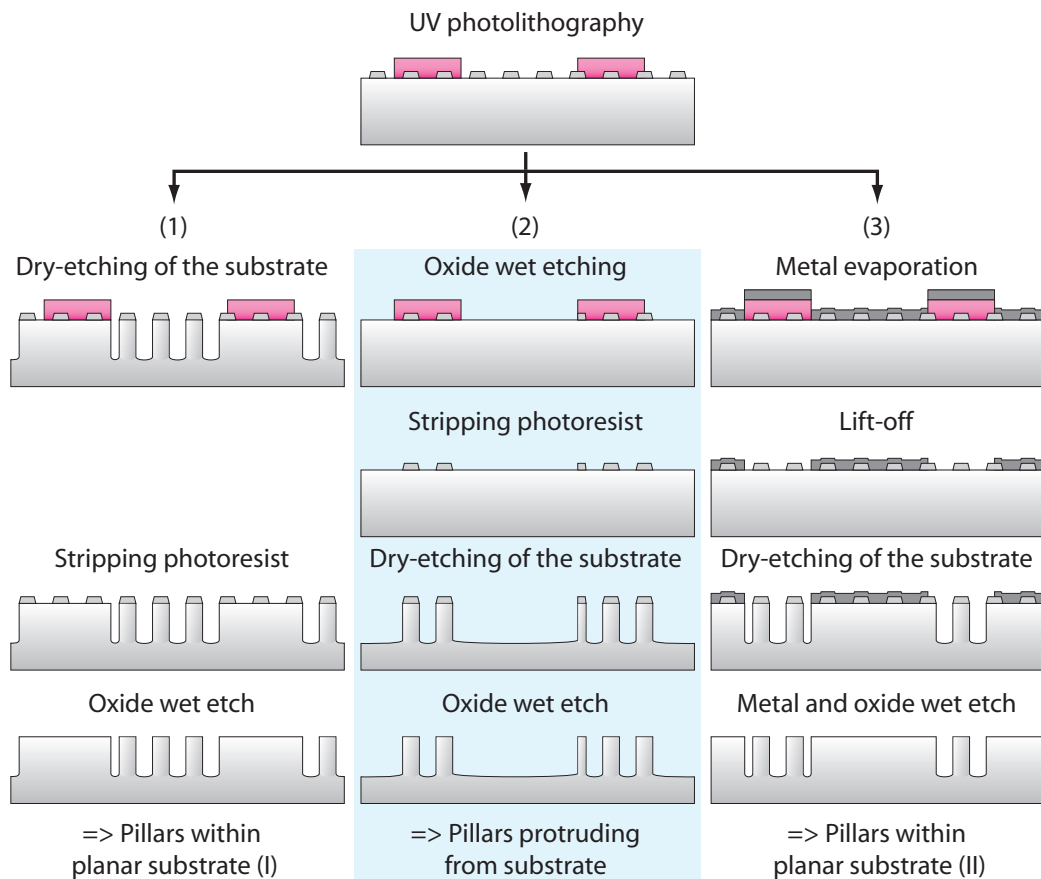 UV photolithography
(1)
(2)
(3)
Dry-etching of the substrate
Oxide wet etching
Metal evaporation
Stripping photoresist
Lift-off
Stripping photoresist
Dry-etching of the substrate
Dry-etching of the substrate
Oxide wet etch
Oxide wet etch
Metal and oxide wet etch
=> Pillars within
planar substrate (I)
=> Pillars protruding
from substrate
=> Pillars within
planar substrate (II)